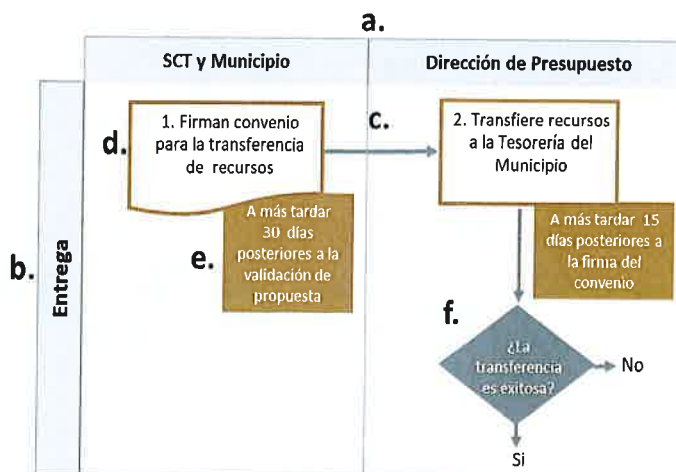 a.
SCT y Municipio
Dirección de Presupuesto
d.
1. Firman convenio
para la transferencia
de recursos
c.
2. Transfiere recursos
a la Tesorería del
Municipio
b.
Entrega
e.
A más tardar
30 días
posteriores a la
validación de
propuesta
A más tardar 15
días posteriores a
la firma del
convenio
f.
¿La
transferencia
es exitosa?
No
Si